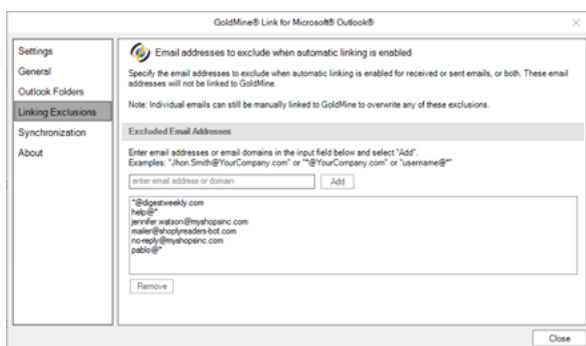 GoldMine® Link for Microsoft® Outlook®
Settings
General
Outlook Folders
Linking Exclusions
Synchronization
About
Email addresses to exclude when automatic linking is enabled
Specify the email addresses to exclude when automatic linking is enabled for received or sent emails, or both. These email
addresses will not be linked to GoldMine.
Note: Individual emails can still be manually linked to GoldMine to overwrite any of these exclusions.
Excluded Email Addresses
Enter email addresses or email domains in the input field below and select "Add".
Examples: "Jhon.Smith@YourCompany.com" or "*@YourCompany.com" or "username@*"
enter email address or domain
Add
*@digestweekly.com
help@*
jennifer.watson@myshopsinc.com
mailer@shoplyreaders-bot.com
no-reply@myshopsinc.com
pablo@*
Remove
Close